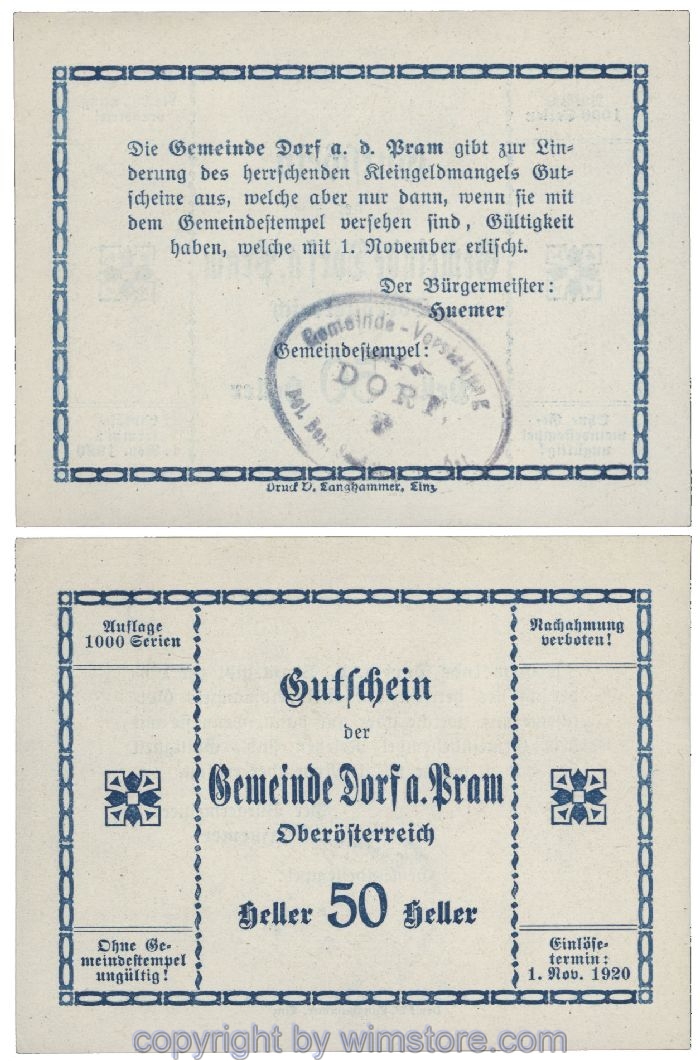 Die Gemeinde Dorf a. d. Pram gibt zur Lin-
derung des herrschenden Kleingeldmangels Gut-
scheine aus, welche aber nur dann, wenn sie mit
dem Gemeindestempel versehen sind, Gültigkeit
haben, welche mit 1. November erlischt.
Der Bürgermeister:
Huemer
Gemeindestempel:
Gemeinde-Vorstehung
DORF,
Druck V. Langhammer, Linz
Auflage
1000 Serien
Nachahmung
verboten!
Gutschein
der
Gemeinde Dorf a. Pram
Oberösterreich
Heller 50 Heller
Ohne Ge-
meindestempel
ungültig!
Einlöse-
termin:
1. Nov. 1920
copyright by wimstore.com